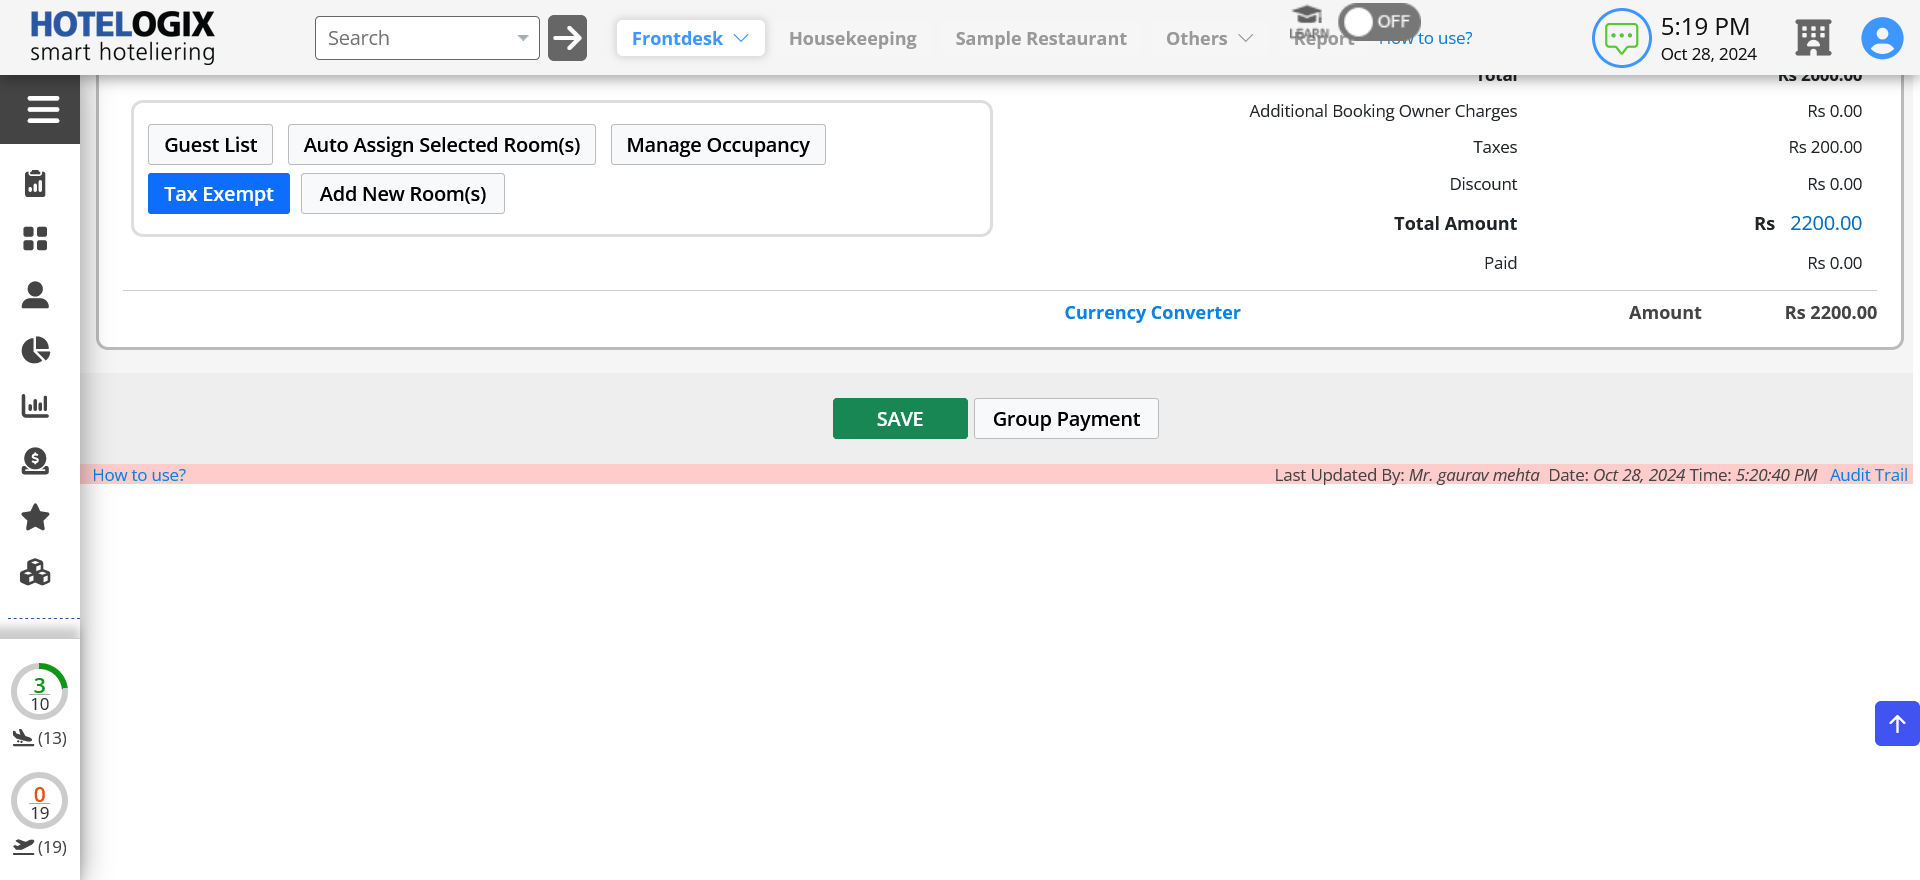 HOTELOGIX
smart hoteliering
Search
Frontdesk
Housekeeping
Sample Restaurant
Others
Report
LEARN
OFF
How to use?
5:19 PM
Oct 28, 2024
Total Rs 2000.00
Guest List Auto Assign Selected Room(s) Manage Occupancy
Tax Exempt Add New Room(s)
Additional Booking Owner Charges Rs 0.00
Taxes Rs 200.00
Discount Rs 0.00
Total Amount Rs 2200.00
Paid Rs 0.00
Currency Converter Amount Rs 2200.00
SAVE Group Payment
How to use? Last Updated By: Mr. gaurav mehta Date: Oct 28, 2024 Time: 5:20:40 PM Audit Trail
3
10
(13)
0
19
(19)